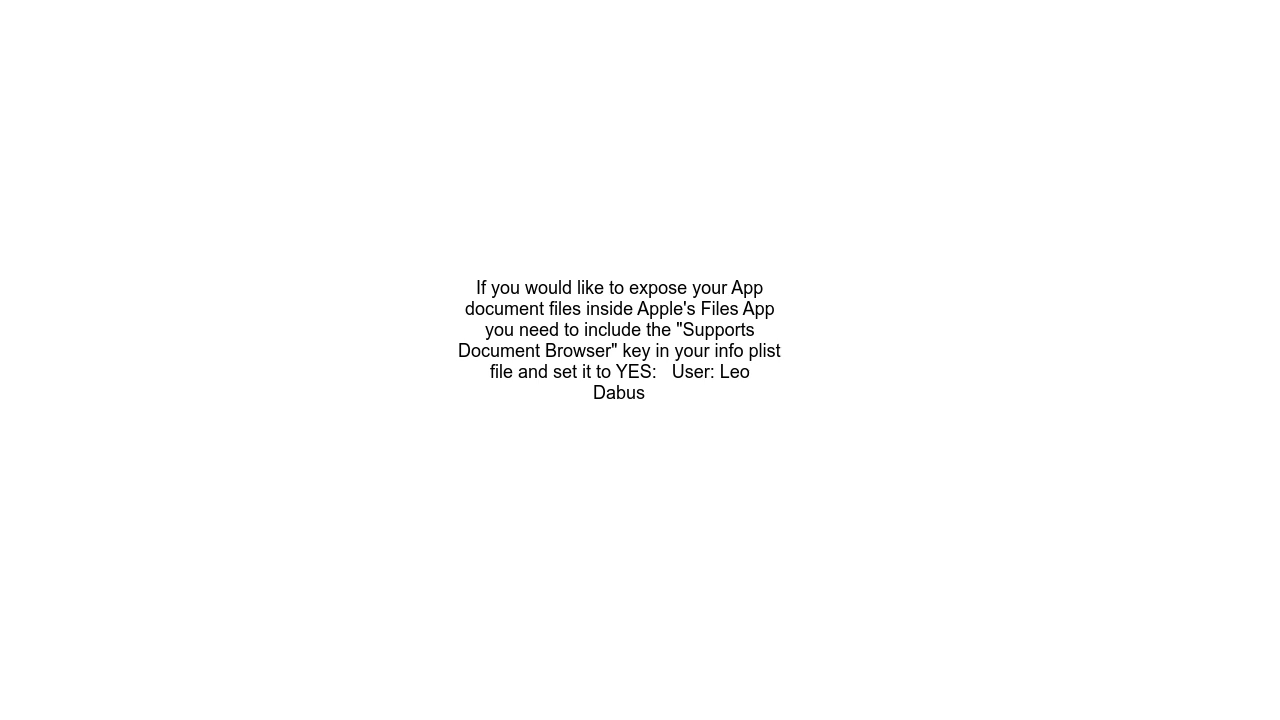 If you would like to expose your App
document files inside Apple's Files App
you need to include the "Supports
Document Browser" key in your info plist
file and set it to YES:   User: Leo
Dabus